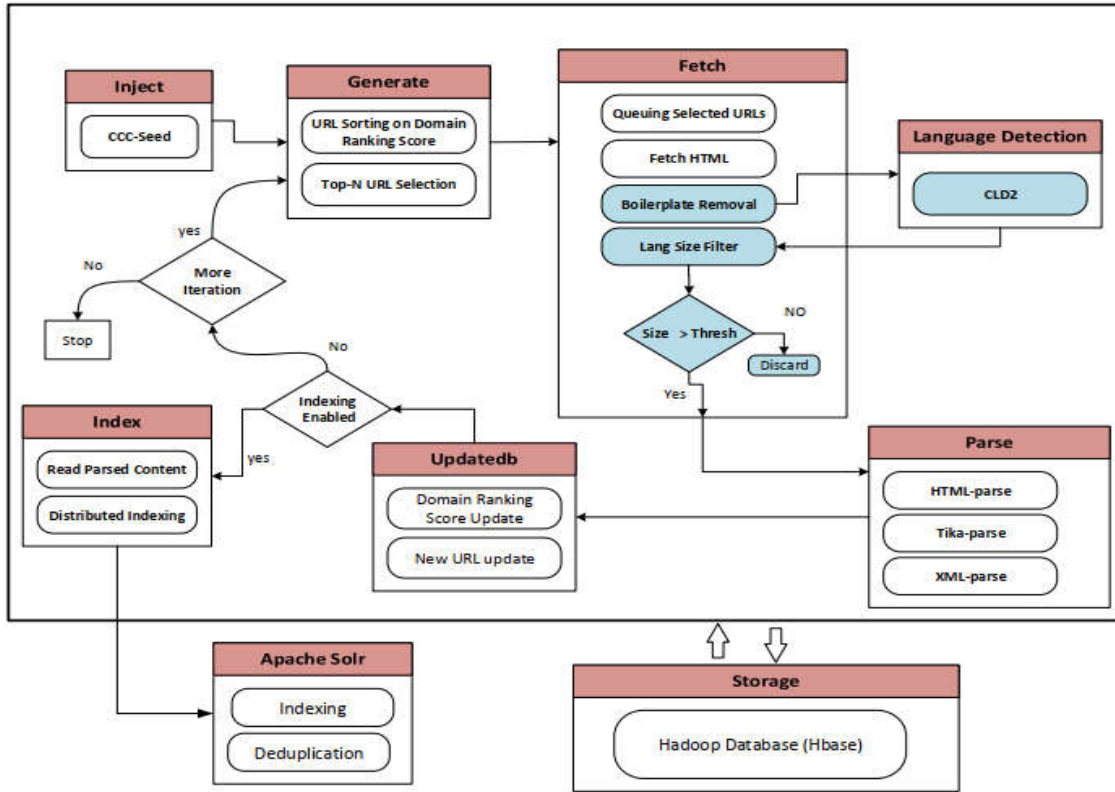 Inject
CCC-Seed
Generate
URL Sorting on Domain
Ranking Score
Top-N URL Selection
Fetch
Queuing Selected URLs
Fetch HTML
Boilerplate Removal
Lang Size Filter
Size > Thresh
NO
Discard
Yes
Language Detection
CLD2
yes
More
Iteration
No
Stop
No
Indexing
Enabled
yes
Index
Read Parsed Content
Distributed Indexing
Updatedb
Domain Ranking
Score Update
New URL update
Parse
HTML-parse
Tika-parse
XML-parse
Apache Solr
Indexing
Deduplication
Storage
Hadoop Database (Hbase)